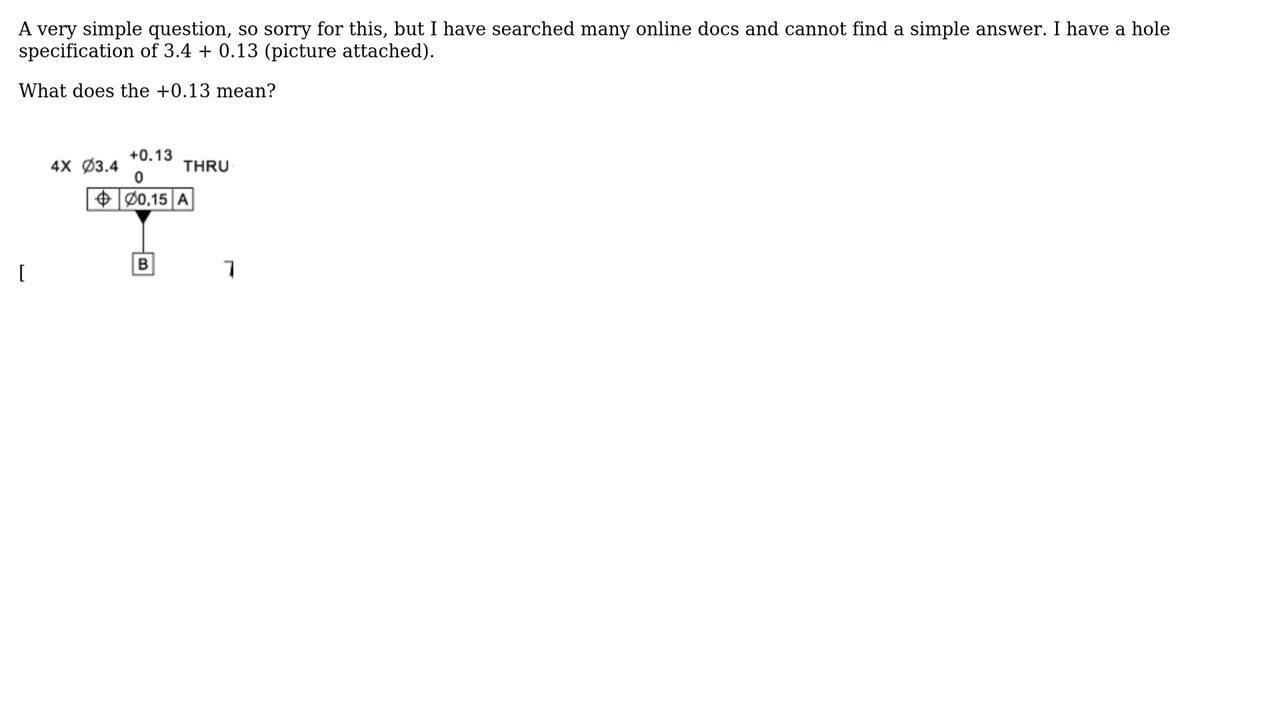 A very simple question, so sorry for this, but I have searched many online docs and cannot find a simple answer. I have a hole
specification of 3.4 + 0.13 (picture attached).
What does the +0.13 mean?
+0.13
4X Ø3.4 THRU
0
⌖ Ø0.15 A
B
[